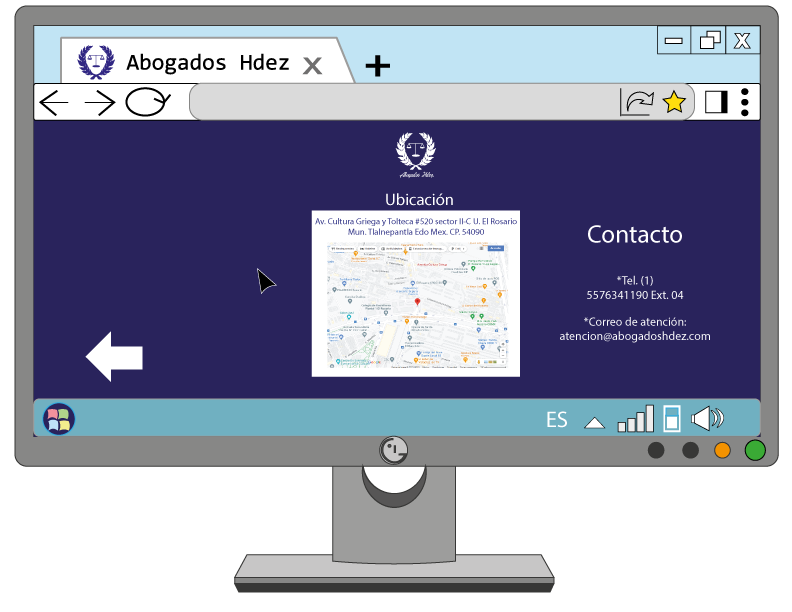 Abogados Hdez X
Abogados Hdez.
Ubicación
Av. Cultura Griega y Tolteca #520 sector II-C U. El Rosario
Mun. Tlalnepantla Edo Mex. CP. 54090
Contacto
*Tel. (1)
5576341190 Ext. 04
*Correo de atención:
atencion@abogadoshdez.com
ES